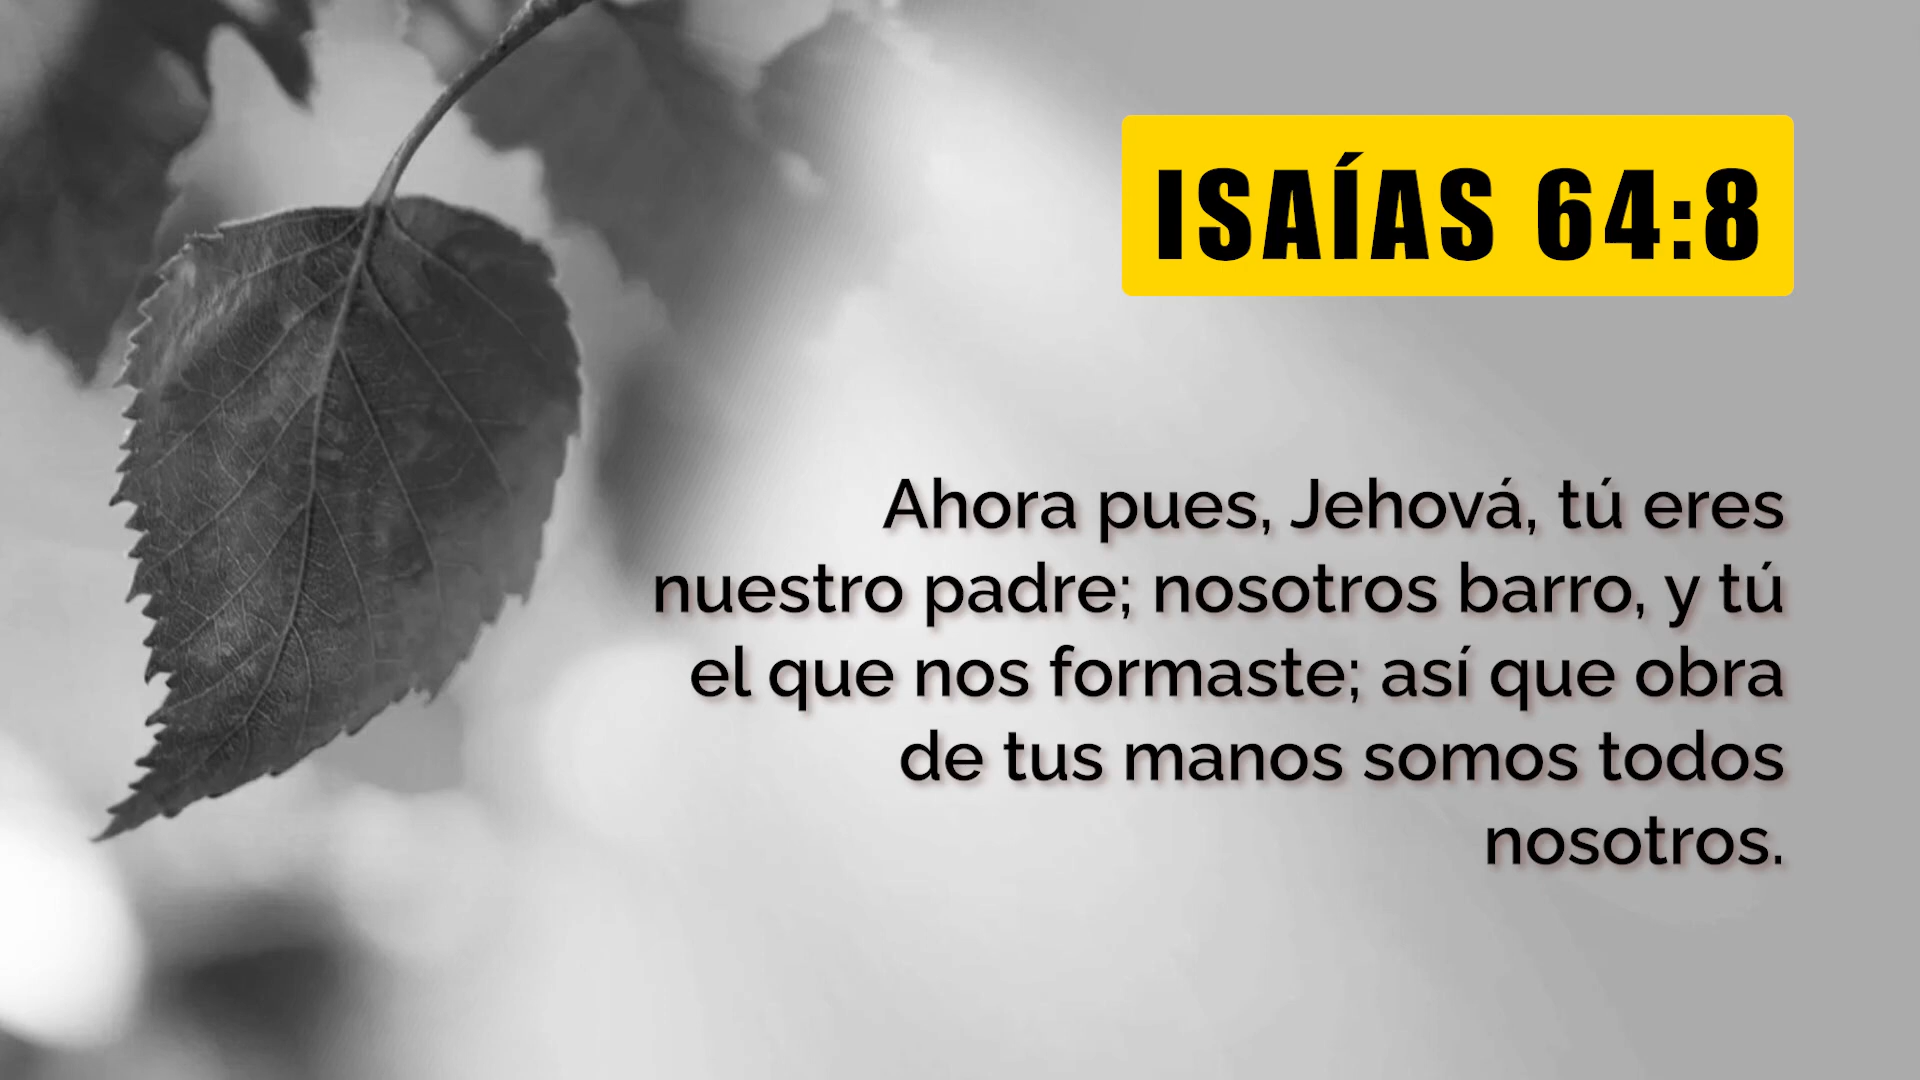 ISAÍAS 64:8
Ahora pues, Jehová, tú eres
nuestro padre; nosotros barro, y tú
el que nos formaste; así que obra
de tus manos somos todos
nosotros.